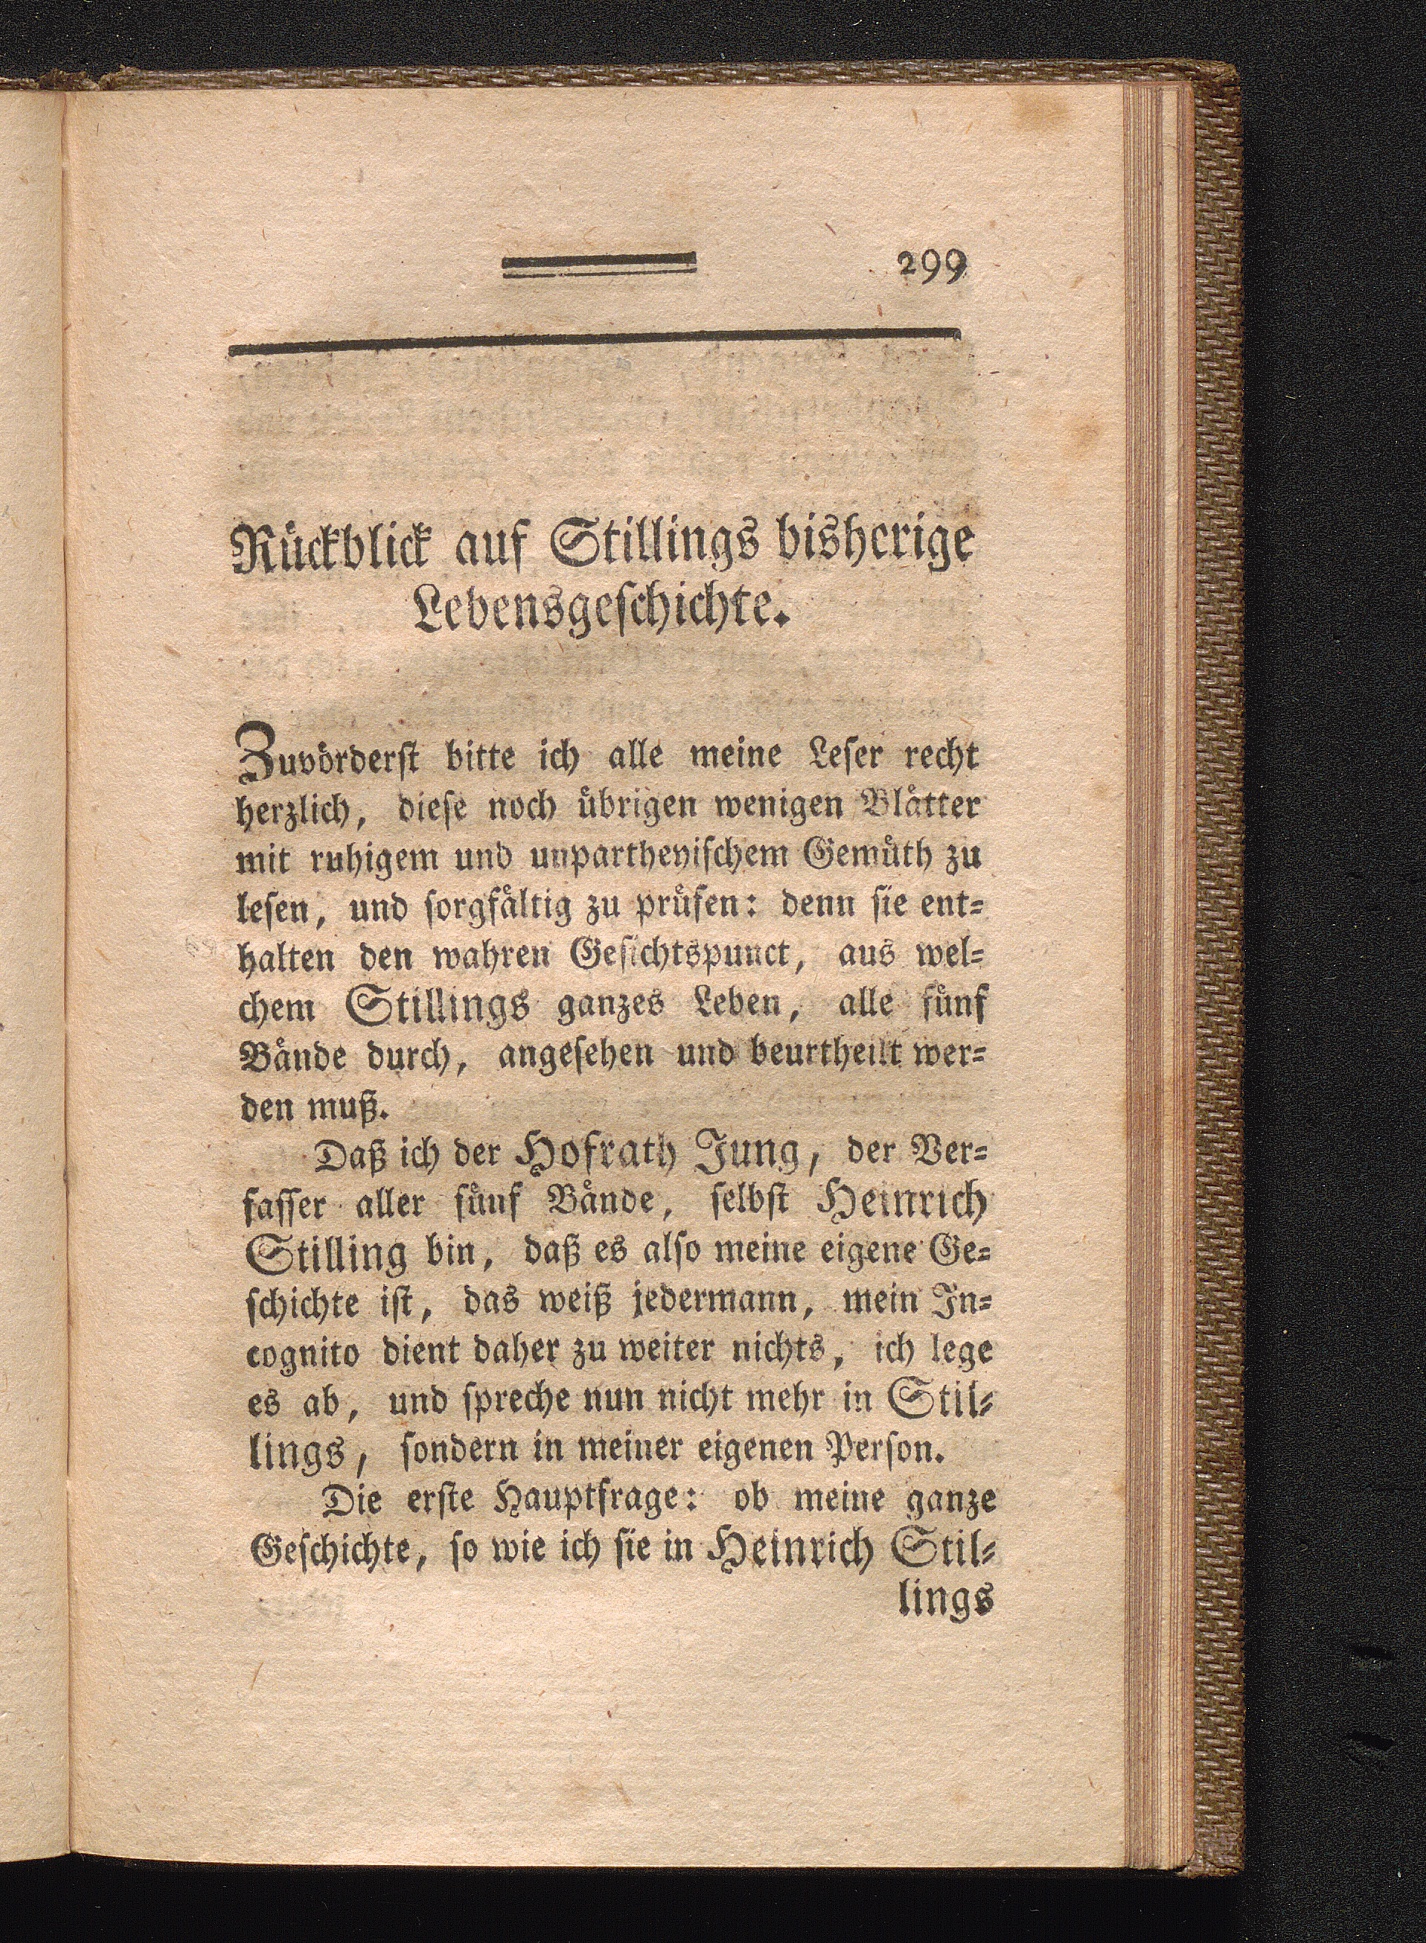 299
Rückblick auf Stillings bisherige
Lebensgeschichte.
Zuvörderst bitte ich alle meine Leser recht
herzlich, diese noch übrigen wenigen Blätter
mit ruhigem und unpartheyischem Gemüth zu
lesen, und sorgfältig zu prüfen: denn sie ent-
halten den wahren Gesichtspunct, aus wel-
chem Stillings ganzes Leben, alle fünf
Bände durch, angesehen und beurtheilt wer-
den muß.
Daß ich der Hofrath Jung, der Ver-
fasser aller fünf Bände, selbst Heinrich
Stilling bin, daß es also meine eigene Ge-
schichte ist, das weiß jedermann, mein In-
cognito dient daher zu weiter nichts, ich lege
es ab, und spreche nun nicht mehr in Stil-
lings, sondern in meiner eigenen Person.
Die erste Hauptfrage: ob meine ganze
Geschichte, so wie ich sie in Heinrich Stil-
lings